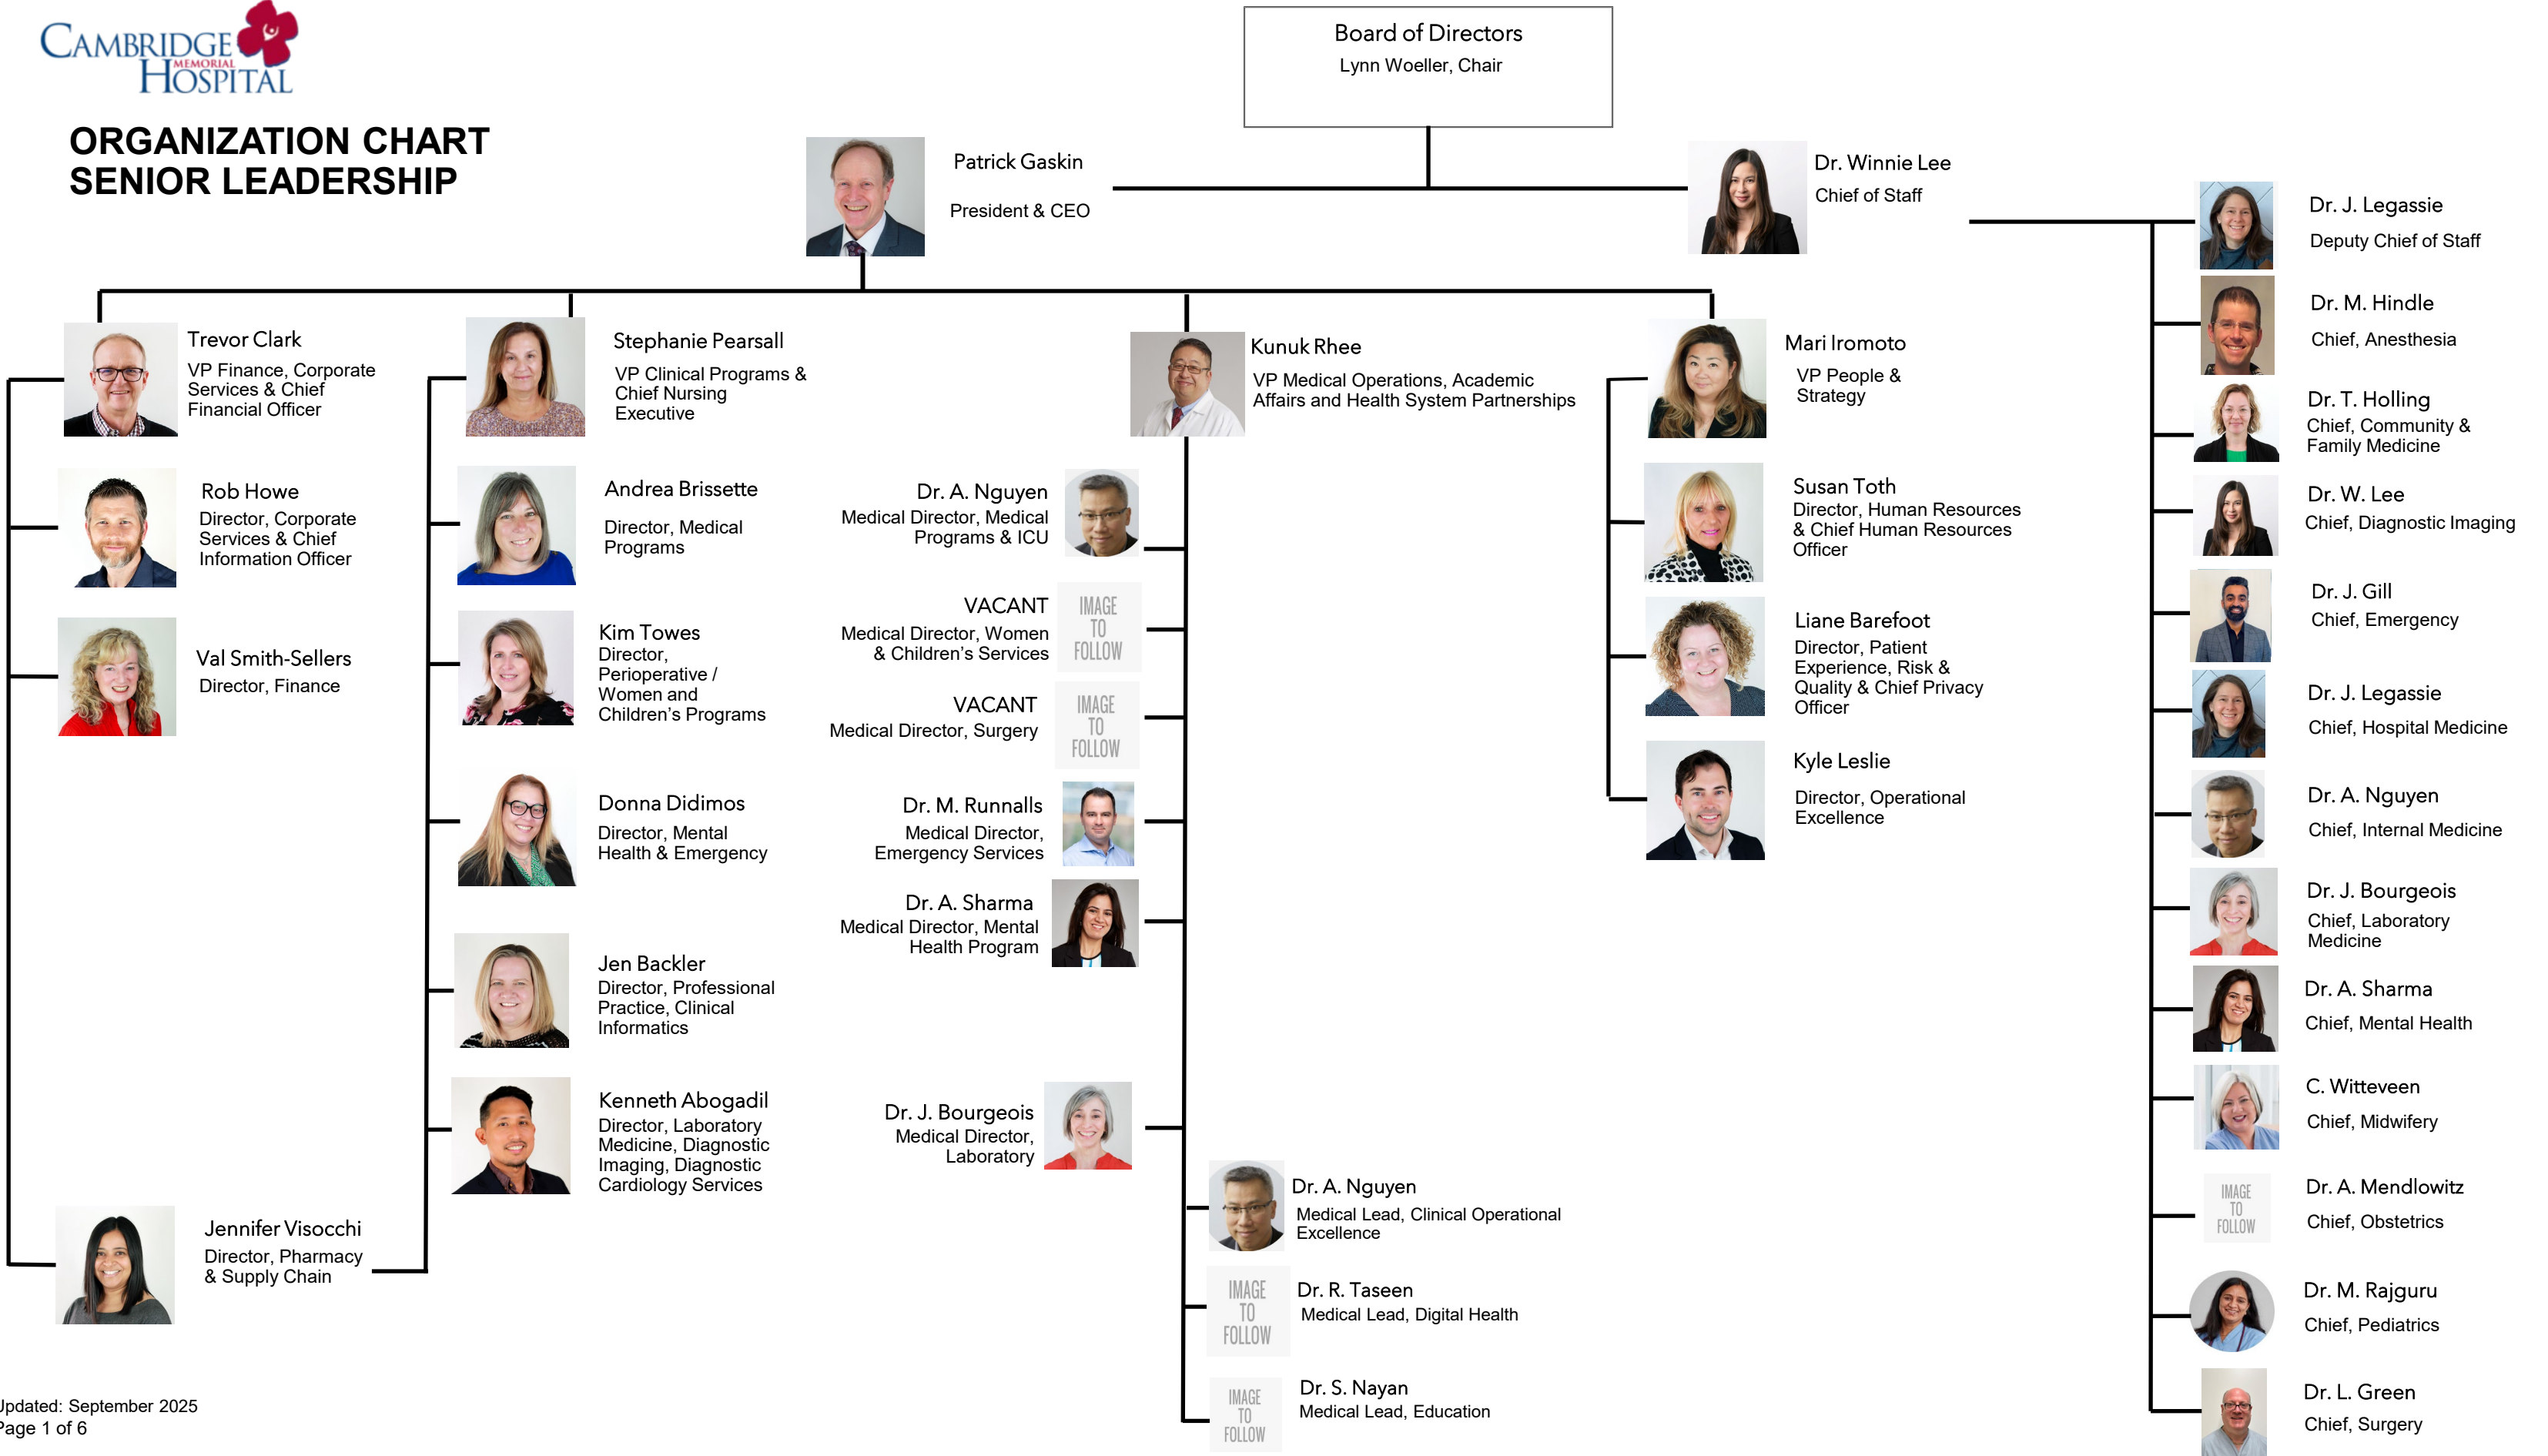 CAMBRIDGE
MEMORIAL
HOSPITAL
ORGANIZATION CHART
SENIOR LEADERSHIP
Board of Directors
Lynn Woeller, Chair
Patrick Gaskin
President & CEO
Dr. Winnie Lee
Chief of Staff
Trevor Clark
VP Finance, Corporate
Services & Chief
Financial Officer
Rob Howe
Director, Corporate
Services & Chief
Information Officer
Val Smith-Sellers
Director, Finance
Jennifer Visocchi
Director, Pharmacy
& Supply Chain
Stephanie Pearsall
VP Clinical Programs &
Chief Nursing
Executive
Andrea Brissette
Director, Medical
Programs
Kim Towes
Director,
Perioperative /
Women and
Children’s Programs
Donna Didimos
Director, Mental
Health & Emergency
Jen Backler
Director, Professional
Practice, Clinical
Informatics
Kenneth Abogadil
Director, Laboratory
Medicine, Diagnostic
Imaging, Diagnostic
Cardiology Services
Kunuk Rhee
VP Medical Operations, Academic
Affairs and Health System Partnerships
Dr. A. Nguyen
Medical Director, Medical
Programs & ICU
VACANT
Medical Director, Women
& Children’s Services
IMAGE
TO
FOLLOW
VACANT
Medical Director, Surgery
IMAGE
TO
FOLLOW
Dr. M. Runnalls
Medical Director,
Emergency Services
Dr. A. Sharma
Medical Director, Mental
Health Program
Dr. J. Bourgeois
Medical Director,
Laboratory
Dr. A. Nguyen
Medical Lead, Clinical Operational
Excellence
IMAGE
TO
FOLLOW
Dr. R. Taseen
Medical Lead, Digital Health
IMAGE
TO
FOLLOW
Dr. S. Nayan
Medical Lead, Education
Mari Iromoto
VP People &
Strategy
Susan Toth
Director, Human Resources
& Chief Human Resources
Officer
Liane Barefoot
Director, Patient
Experience, Risk &
Quality & Chief Privacy
Officer
Kyle Leslie
Director, Operational
Excellence
Dr. J. Legassie
Deputy Chief of Staff
Dr. M. Hindle
Chief, Anesthesia
Dr. T. Holling
Chief, Community &
Family Medicine
Dr. W. Lee
Chief, Diagnostic Imaging
Dr. J. Gill
Chief, Emergency
Dr. J. Legassie
Chief, Hospital Medicine
Dr. A. Nguyen
Chief, Internal Medicine
Dr. J. Bourgeois
Chief, Laboratory
Medicine
Dr. A. Sharma
Chief, Mental Health
C. Witteveen
Chief, Midwifery
IMAGE
TO
FOLLOW
Dr. A. Mendlowitz
Chief, Obstetrics
Dr. M. Rajguru
Chief, Pediatrics
Dr. L. Green
Chief, Surgery
Updated: September 2025
Page 1 of 6